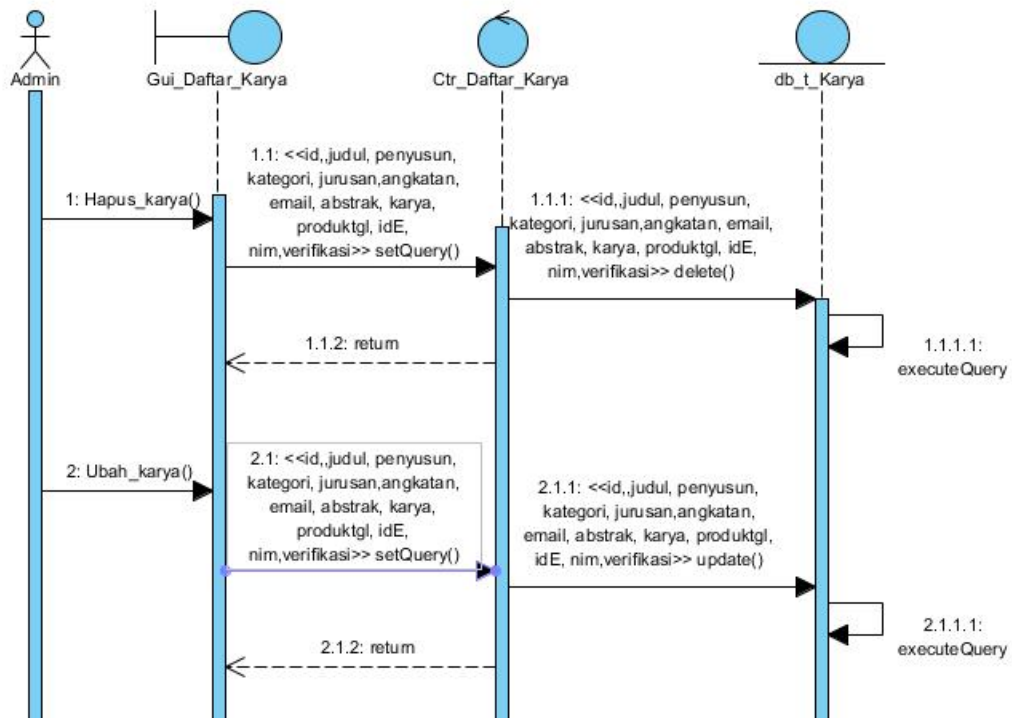 Admin
Gui_Daftar_Karya
Ctr_Daftar_Karya
db_t_Karya
1: Hapus_karya()
1.1: <<id,,judul, penyusun,
kategori, jurusan,angkatan,
email, abstrak, karya,
produktgl, idE,
nim,verifikasi>> setQuery()
1.1.1: <<id,,judul, penyusun,
kategori, jurusan,angkatan, email,
abstrak, karya, produktgl, idE,
nim,verifikasi>> delete()
1.1.1.1:
executeQuery
1.1.2: return
2: Ubah_karya()
2.1: <<id,,judul, penyusun,
kategori, jurusan,angkatan,
email, abstrak, karya,
produktgl, idE,
nim,verifikasi>> setQuery()
2.1.1: <<id,,judul, penyusun,
kategori, jurusan,angkatan,
email, abstrak, karya, produktgl,
idE, nim,verifikasi>> update()
2.1.1.1:
executeQuery
2.1.2: return